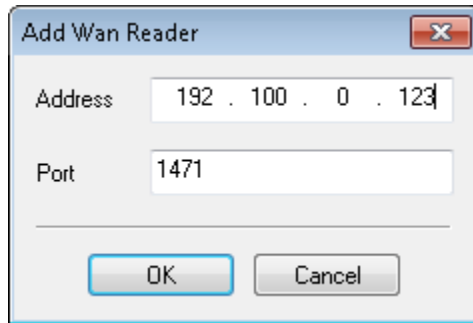 Add Wan Reader
Address 192 . 100 . 0 . 123
Port 1471
OK Cancel